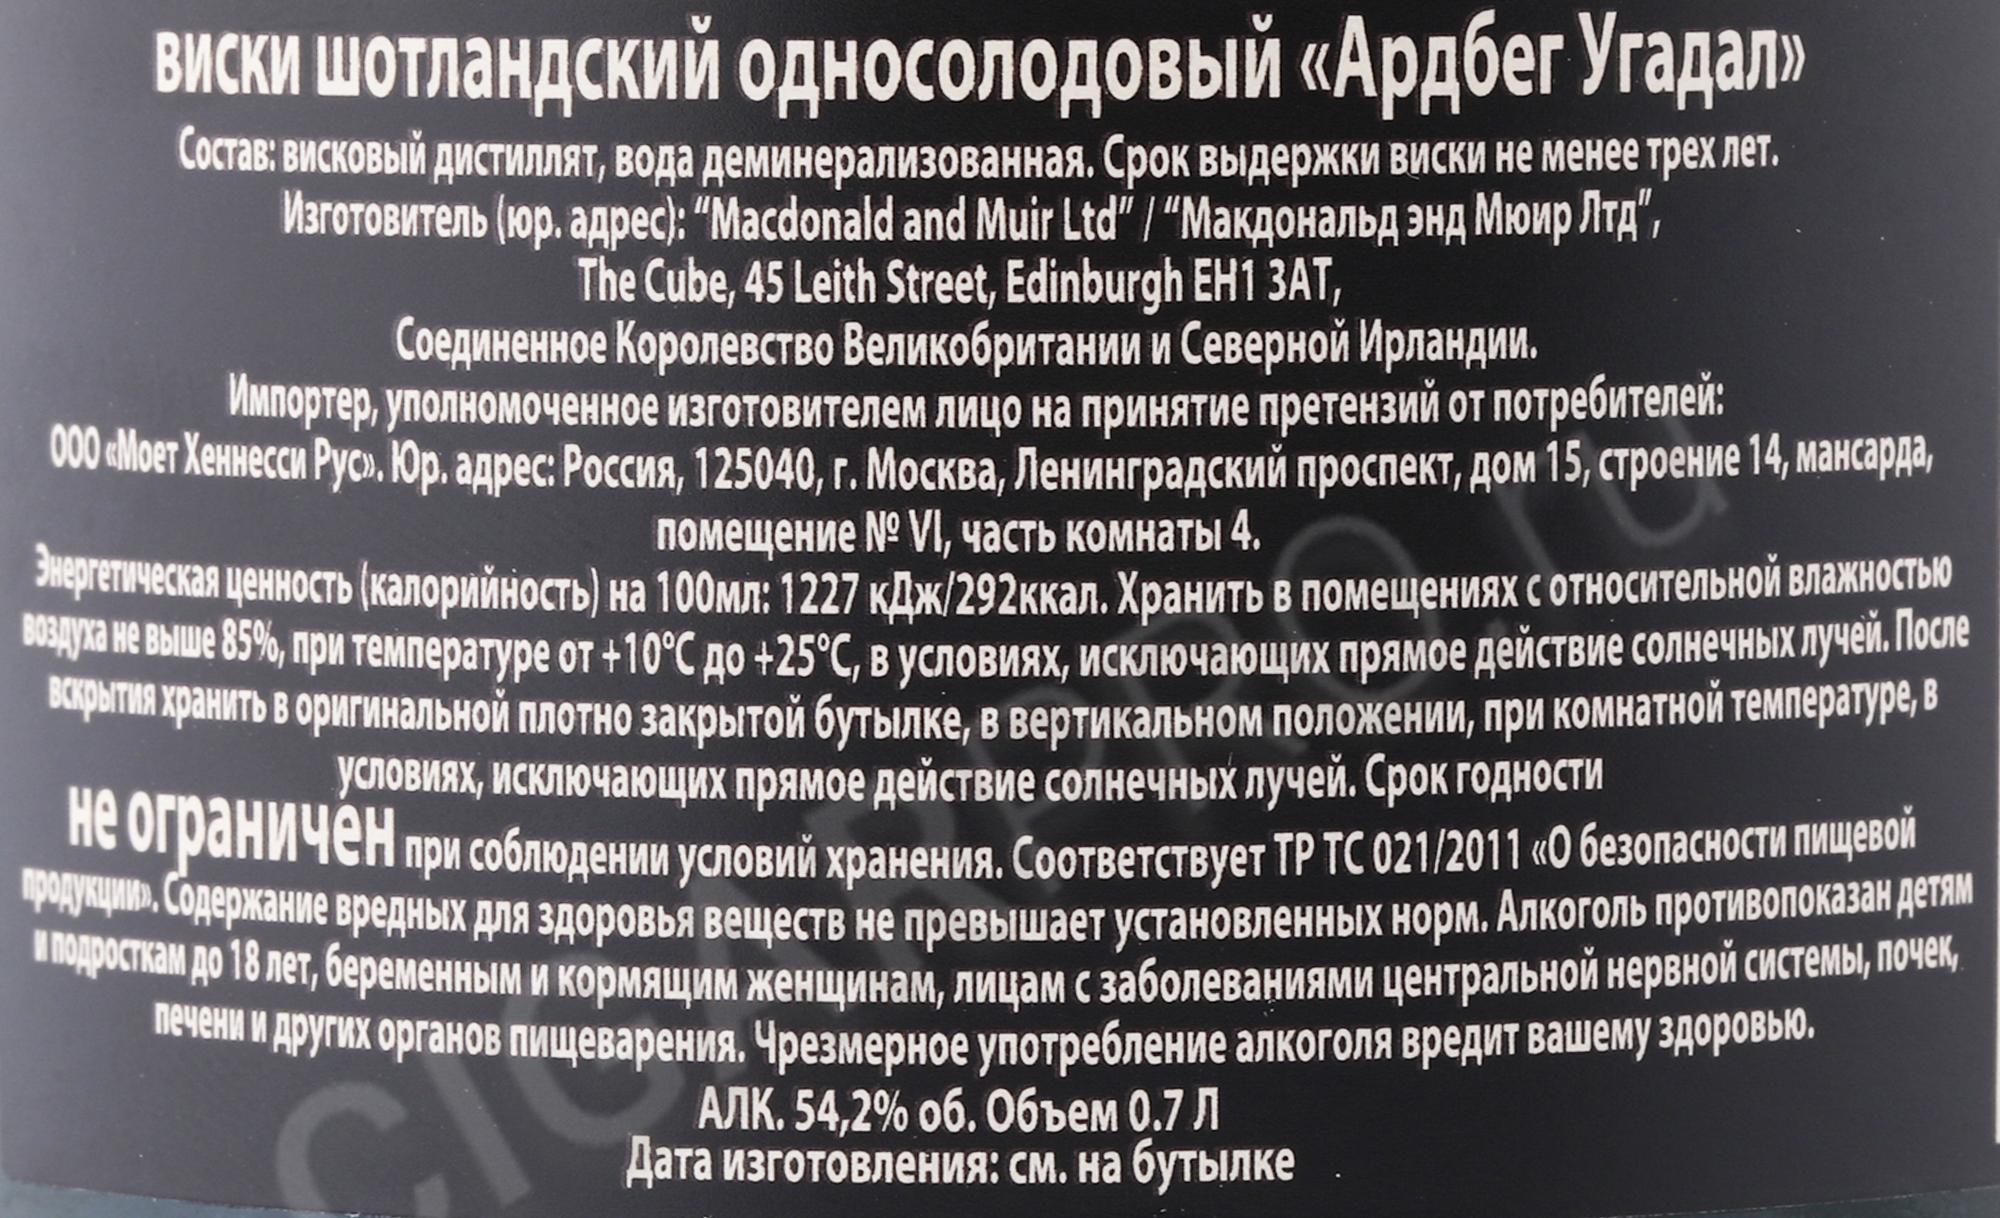 виски шотландский односолодовый «Ардбег Угадал»
Состав: висковый дистиллят, вода деминерализованная. Срок выдержки виски не менее трех лет.
Изготовитель (юр. адрес): “Macdonald and Muir Ltd” / “Макдональд энд Мюир Лтд”,
The Cube, 45 Leith Street, Edinburgh EH1 3AT,
Соединенное Королевство Великобритании и Северной Ирландии.
Импортер, уполномоченное изготовителем лицо на принятие претензий от потребителей:
ООО «Моет Хеннесси Рус». Юр. адрес: Россия, 125040, г. Москва, Ленинградский проспект, дом 15, строение 14, мансарда,
помещение № VI, часть комнаты 4.
Энергетическая ценность (калорийность) на 100мл: 1227 кДж/292ккал. Хранить в помещениях с относительной влажностью
воздуха не выше 85%, при температуре от +10°С до +25°С, в условиях, исключающих прямое действие солнечных лучей. После
вскрытия хранить в оригинальной плотно закрытой бутылке, в вертикальном положении, при комнатной температуре, в
условиях, исключающих прямое действие солнечных лучей. Срок годности
не ограничен при соблюдении условий хранения. Соответствует ТР ТС 021/2011 «О безопасности пищевой
продукции». Содержание вредных для здоровья веществ не превышает установленных норм. Алкоголь противопоказан детям
и подросткам до 18 лет, беременным и кормящим женщинам, лицам с заболеваниями центральной нервной системы, почек,
печени и других органов пищеварения. Чрезмерное употребление алкоголя вредит вашему здоровью.
АЛК. 54,2% об. Объем 0.7 Л
Дата изготовления: см. на бутылке
CIGARPRO.ru